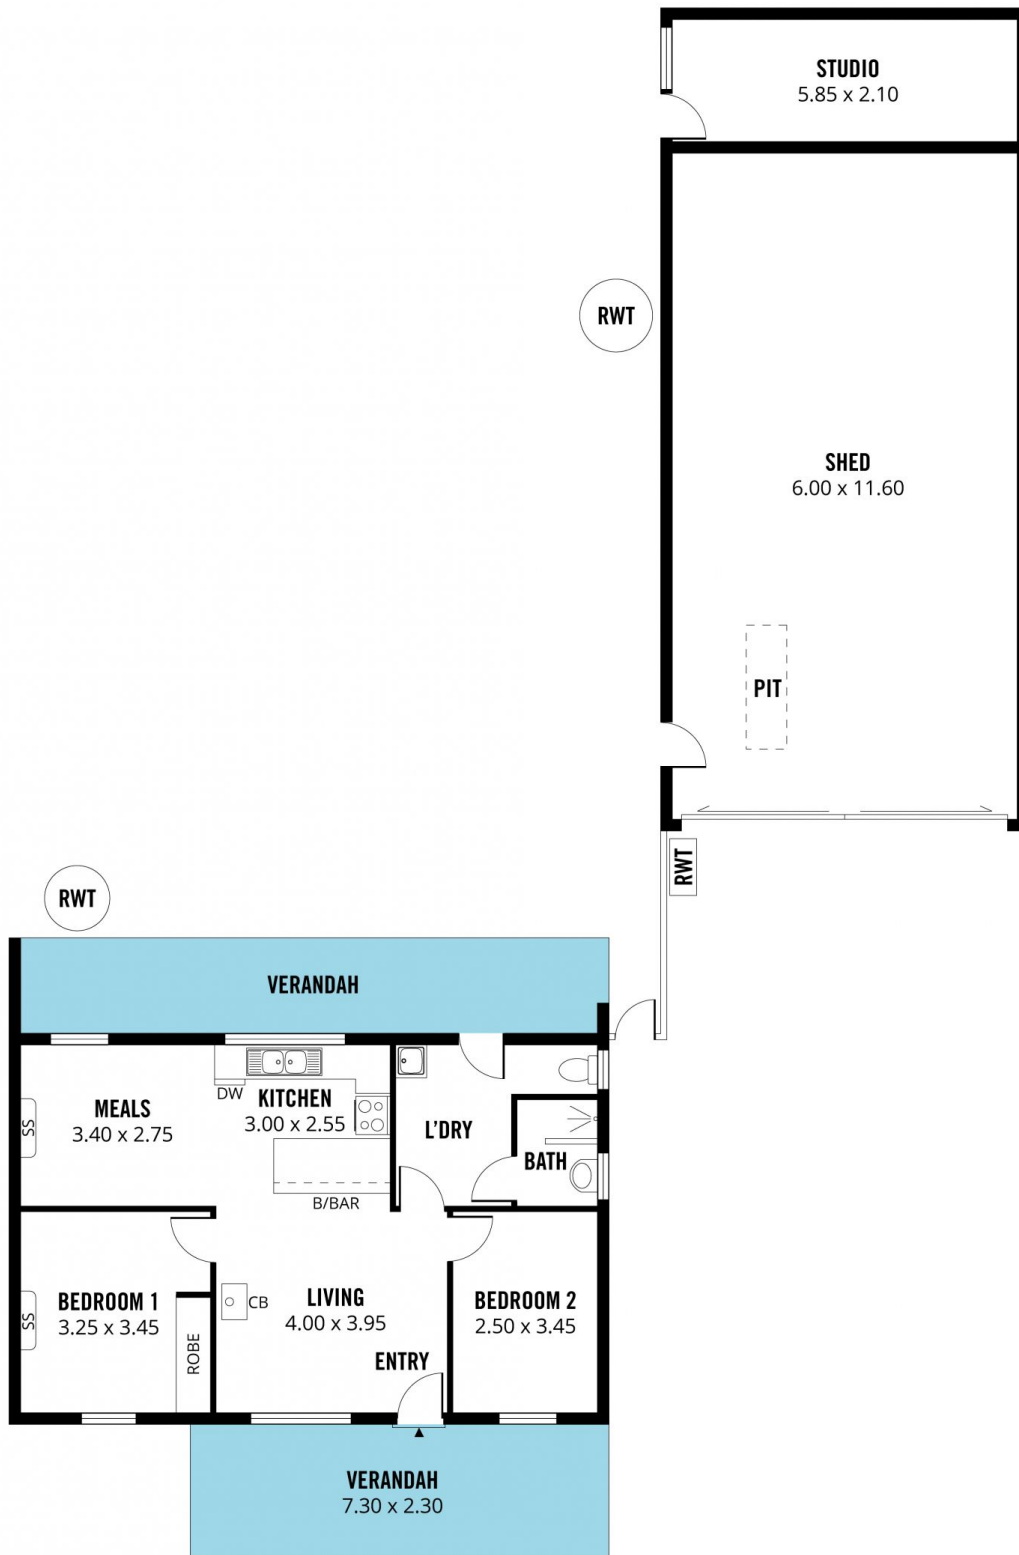 STUDIO
5.85 x 2.10
RWT
SHED
6.00 x 11.60
PIT
RWT
RWT
VERANDAH
MEALS
3.40 x 2.75
SS
DW
KITCHEN
3.00 x 2.55
B/BAR
L'DRY
BATH
BEDROOM 1
3.25 x 3.45
SS
ROBE
CB
LIVING
4.00 x 3.95
ENTRY
BEDROOM 2
2.50 x 3.45
VERANDAH
7.30 x 2.30